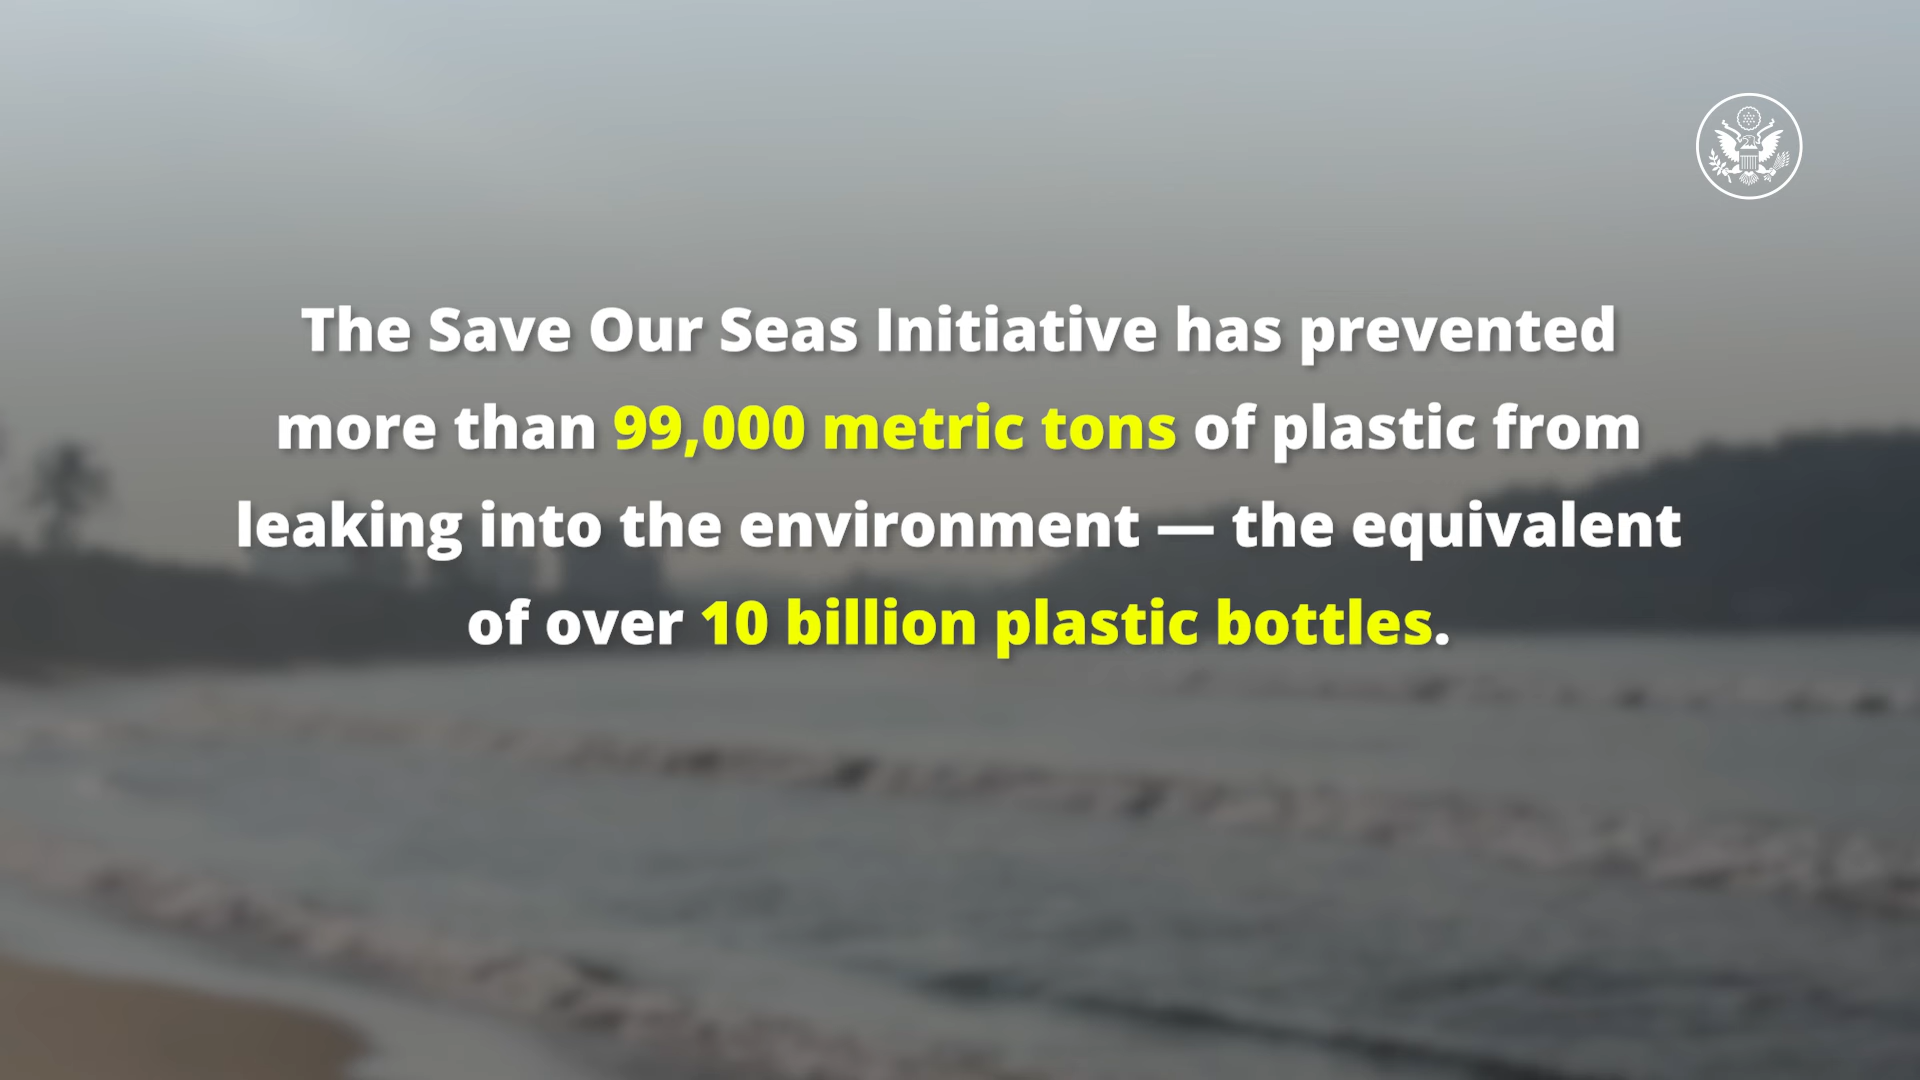 The Save Our Seas Initiative has prevented
more than 99,000 metric tons of plastic from
leaking into the environment — the equivalent
of over 10 billion plastic bottles.